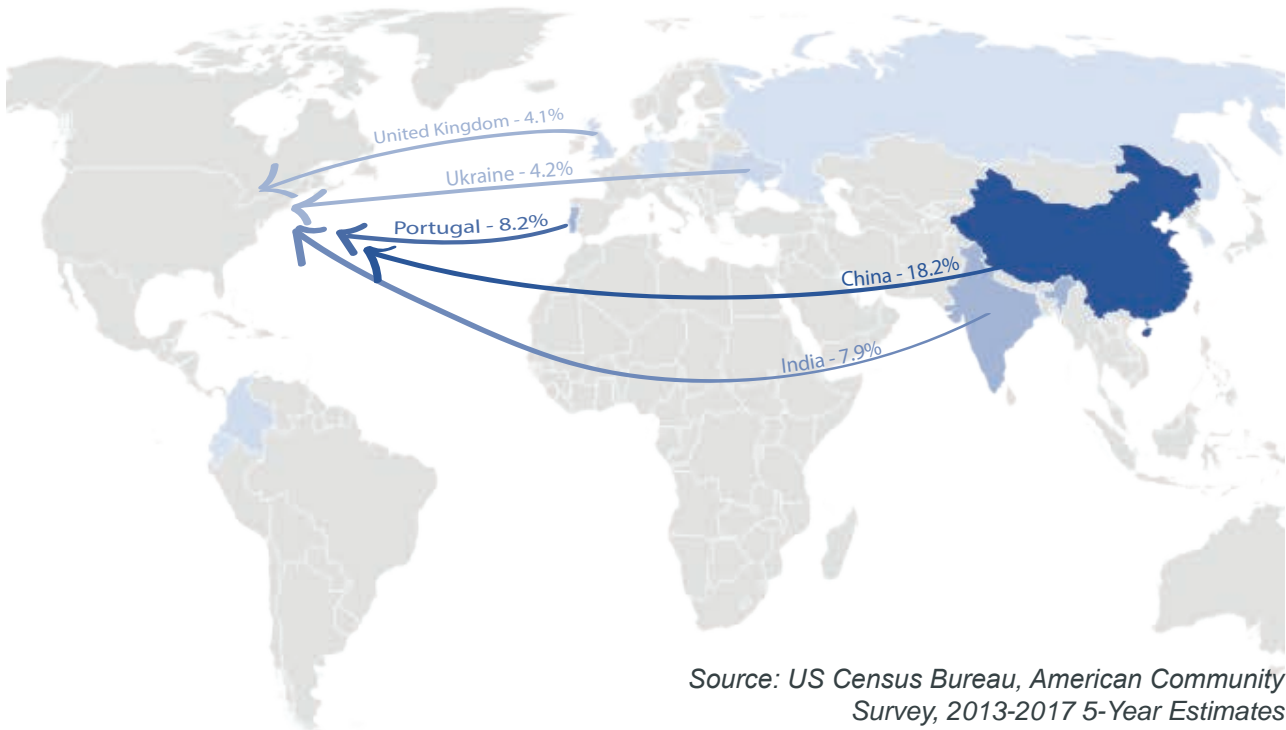 United Kingdom - 4.1%
Ukraine - 4.2%
Portugal - 8.2%
China - 18.2%
India - 7.9%
Source: US Census Bureau, American Community
Survey, 2013-2017 5-Year Estimates